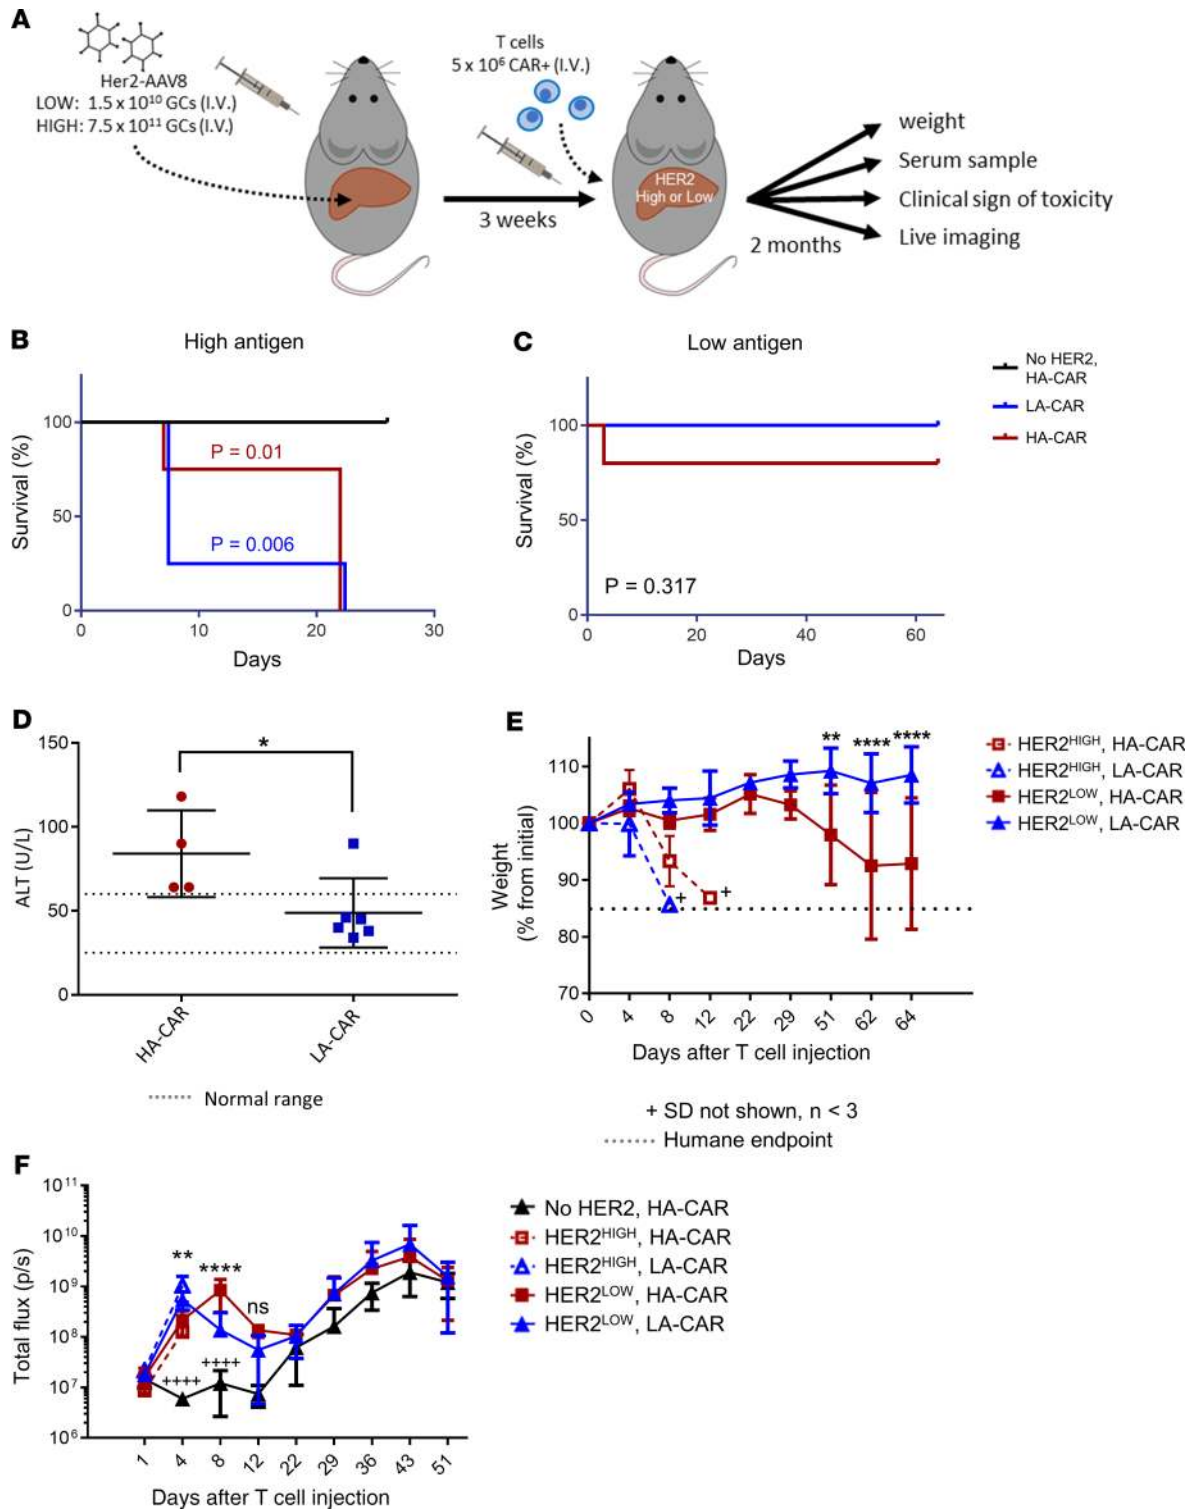 A
Her2-AAV8
LOW: 1.5 x 10¹⁰ GCs (I.V.)
HIGH: 7.5 x 10¹¹ GCs (I.V.)
T cells
5 x 10⁶ CAR+ (I.V.)
3 weeks
HER2
High or Low
2 months
weight
Serum sample
Clinical sign of toxicity
Live imaging
B
High antigen
Survival (%)
100
50
0
P = 0.01
P = 0.006
0 10 20 30
Days
C
Low antigen
Survival (%)
100
50
0
P = 0.317
0 20 40 60
Days
No HER2,
HA-CAR
LA-CAR
HA-CAR
D
ALT (U/L)
150
100
50
0
*
HA-CAR
LA-CAR
Normal range
E
Weight
(% from initial)
110
100
90
80
70
** **** ****
+ +
0 4 8 12 22 29 51 62 64
Days after T cell injection
HER2ᴴᴵᴳᴴ, HA-CAR
HER2ᴴᴵᴳᴴ, LA-CAR
HER2ᴸᴼᵂ, HA-CAR
HER2ᴸᴼᵂ, LA-CAR
+ SD not shown, n < 3
Humane endpoint
F
Total flux (p/s)
10¹¹
10¹⁰
10⁹
10⁸
10⁷
10⁶
**
****
ns
++++
++++
1 4 8 12 22 29 36 43 51
Days after T cell injection
No HER2, HA-CAR
HER2ᴴᴵᴳᴴ, HA-CAR
HER2ᴴᴵᴳᴴ, LA-CAR
HER2ᴸᴼᵂ, HA-CAR
HER2ᴸᴼᵂ, LA-CAR